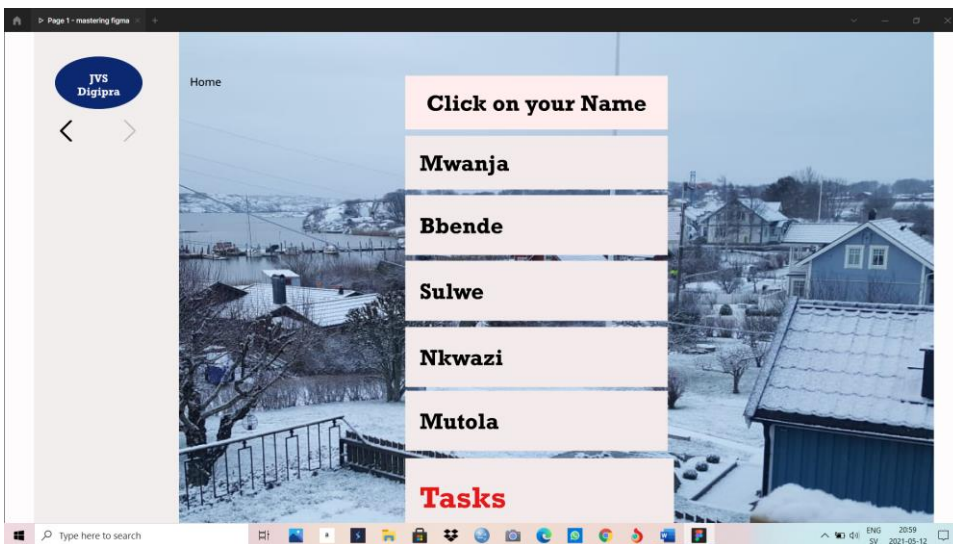 Page 1 - mastering figma
JVS
Digipra
Home
Click on your Name
Mwanja
Bbende
Sulwe
Nkwazi
Mutola
Tasks
Type here to search
ENG
SV
20:59
2021-05-12